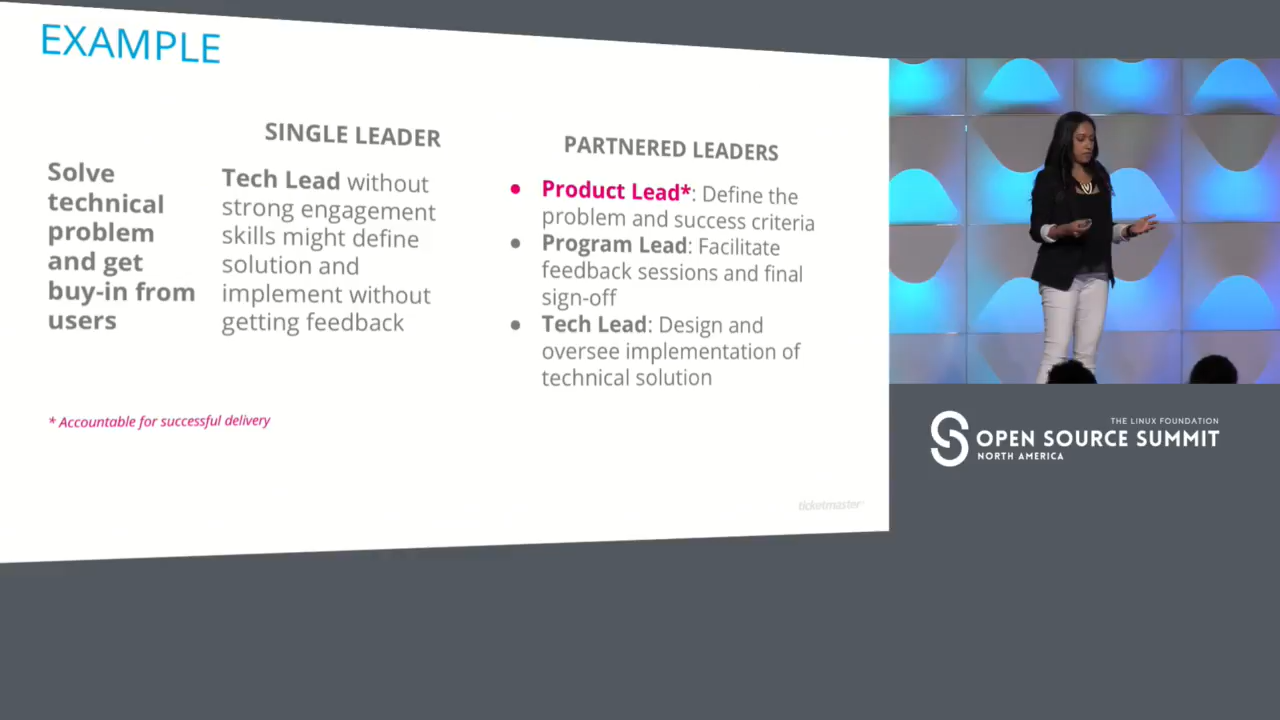 EXAMPLE
SINGLE LEADER
PARTNERED LEADERS
Solve
technical
problem
and get
buy-in from
users
Tech Lead without
strong engagement
skills might define
solution and
implement without
getting feedback
• Product Lead*: Define the
problem and success criteria
• Program Lead: Facilitate
feedback sessions and final
sign-off
• Tech Lead: Design and
oversee implementation of
technical solution
* Accountable for successful delivery
ticketmaster
THE LINUX FOUNDATION
OPEN SOURCE SUMMIT
NORTH AMERICA